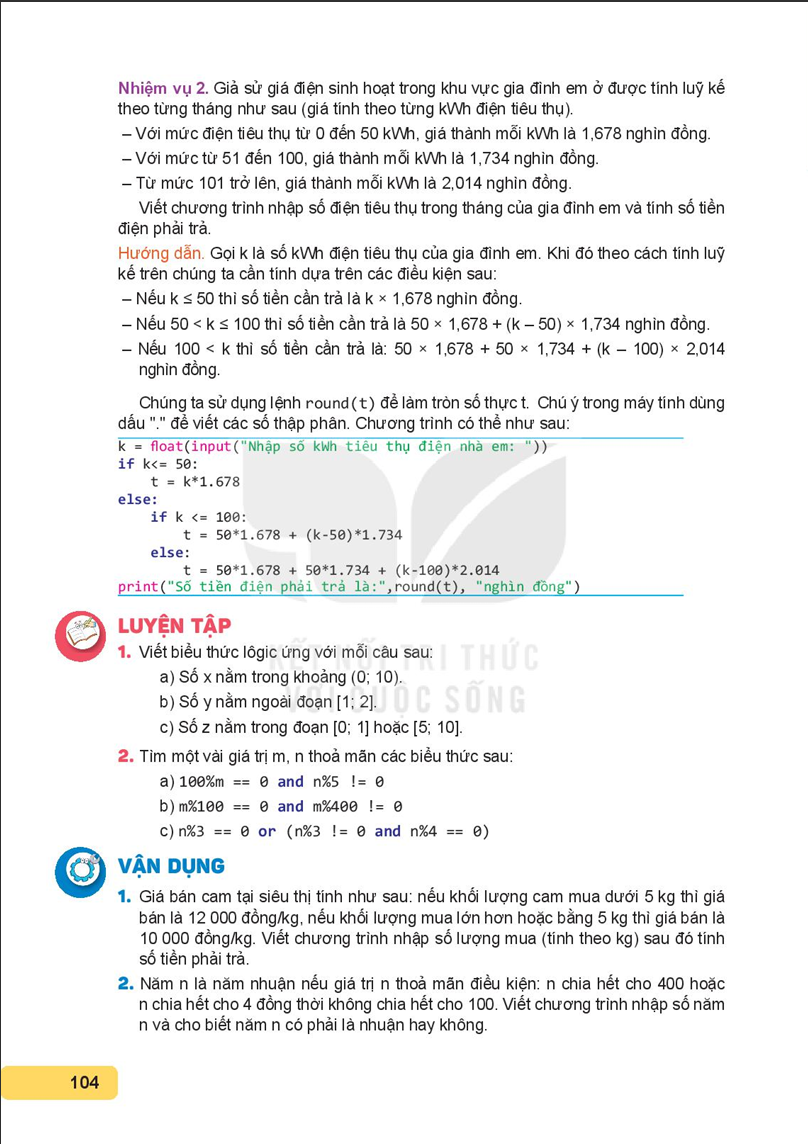 Nhiệm vụ 2. Giả sử giá điện sinh hoạt trong khu vực gia đình em ở được tính luỹ kế
theo từng tháng như sau (giá tính theo từng kWh điện tiêu thụ).
– Với mức điện tiêu thụ từ 0 đến 50 kWh, giá thành mỗi kWh là 1,678 nghìn đồng.
– Với mức từ 51 đến 100, giá thành mỗi kWh là 1,734 nghìn đồng.
– Từ mức 101 trở lên, giá thành mỗi kWh là 2,014 nghìn đồng.
Viết chương trình nhập số điện tiêu thụ trong tháng của gia đình em và tính số tiền
điện phải trả.
Hướng dẫn. Gọi k là số kWh điện tiêu thụ của gia đình em. Khi đó theo cách tính luỹ
kế trên chúng ta cần tính dựa trên các điều kiện sau:
– Nếu k ≤ 50 thì số tiền cần trả là k × 1,678 nghìn đồng.
– Nếu 50 < k ≤ 100 thì số tiền cần trả là 50 × 1,678 + (k – 50) × 1,734 nghìn đồng.
– Nếu 100 < k thì số tiền cần trả là: 50 × 1,678 + 50 × 1,734 + (k – 100) × 2,014
nghìn đồng.
Chúng ta sử dụng lệnh round(t) để làm tròn số thực t. Chú ý trong máy tính dùng
dấu "." để viết các số thập phân. Chương trình có thể như sau:
k = float(input("Nhập số kWh tiêu thụ điện nhà em: "))
if k<= 50:
    t = k*1.678
else:
    if k <= 100:
        t = 50*1.678 + (k-50)*1.734
    else:
        t = 50*1.678 + 50*1.734 + (k-100)*2.014
print("Số tiền điện phải trả là:",round(t), "nghìn đồng")
LUYỆN TẬP
KẾT NỐI TRI THỨC
VỚI CUỘC SỐNG
1. Viết biểu thức lôgic ứng với mỗi câu sau:
a) Số x nằm trong khoảng (0; 10).
b) Số y nằm ngoài đoạn [1; 2].
c) Số z nằm trong đoạn [0; 1] hoặc [5; 10].
2. Tìm một vài giá trị m, n thoả mãn các biểu thức sau:
a) 100%m == 0 and n%5 != 0
b) m%100 == 0 and m%400 != 0
c) n%3 == 0 or (n%3 != 0 and n%4 == 0)
VẬN DỤNG
1. Giá bán cam tại siêu thị tính như sau: nếu khối lượng cam mua dưới 5 kg thì giá
bán là 12 000 đồng/kg, nếu khối lượng mua lớn hơn hoặc bằng 5 kg thì giá bán là
10 000 đồng/kg. Viết chương trình nhập số lượng mua (tính theo kg) sau đó tính
số tiền phải trả.
2. Năm n là năm nhuận nếu giá trị n thoả mãn điều kiện: n chia hết cho 400 hoặc
n chia hết cho 4 đồng thời không chia hết cho 100. Viết chương trình nhập số năm
n và cho biết năm n có phải là nhuận hay không.
104